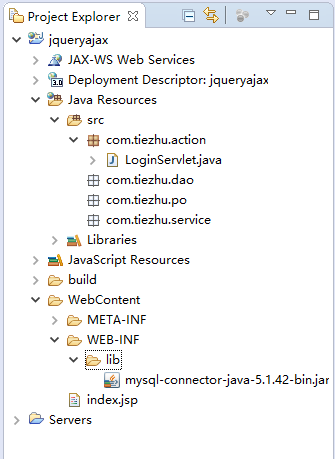 Project Explorer
jqueryajax
JAX-WS Web Services
Deployment Descriptor: jqueryajax
Java Resources
src
com.tiezhu.action
LoginServlet.java
com.tiezhu.dao
com.tiezhu.po
com.tiezhu.service
Libraries
JavaScript Resources
build
WebContent
META-INF
WEB-INF
lib
mysql-connector-java-5.1.42-bin.jar
index.jsp
Servers